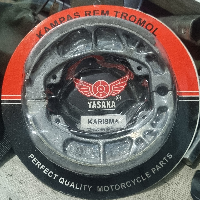 KAMPAS REM TROMOL
YASAKA
KARISMA
PERFECT QUALITY MOTORCYCLE PARTS